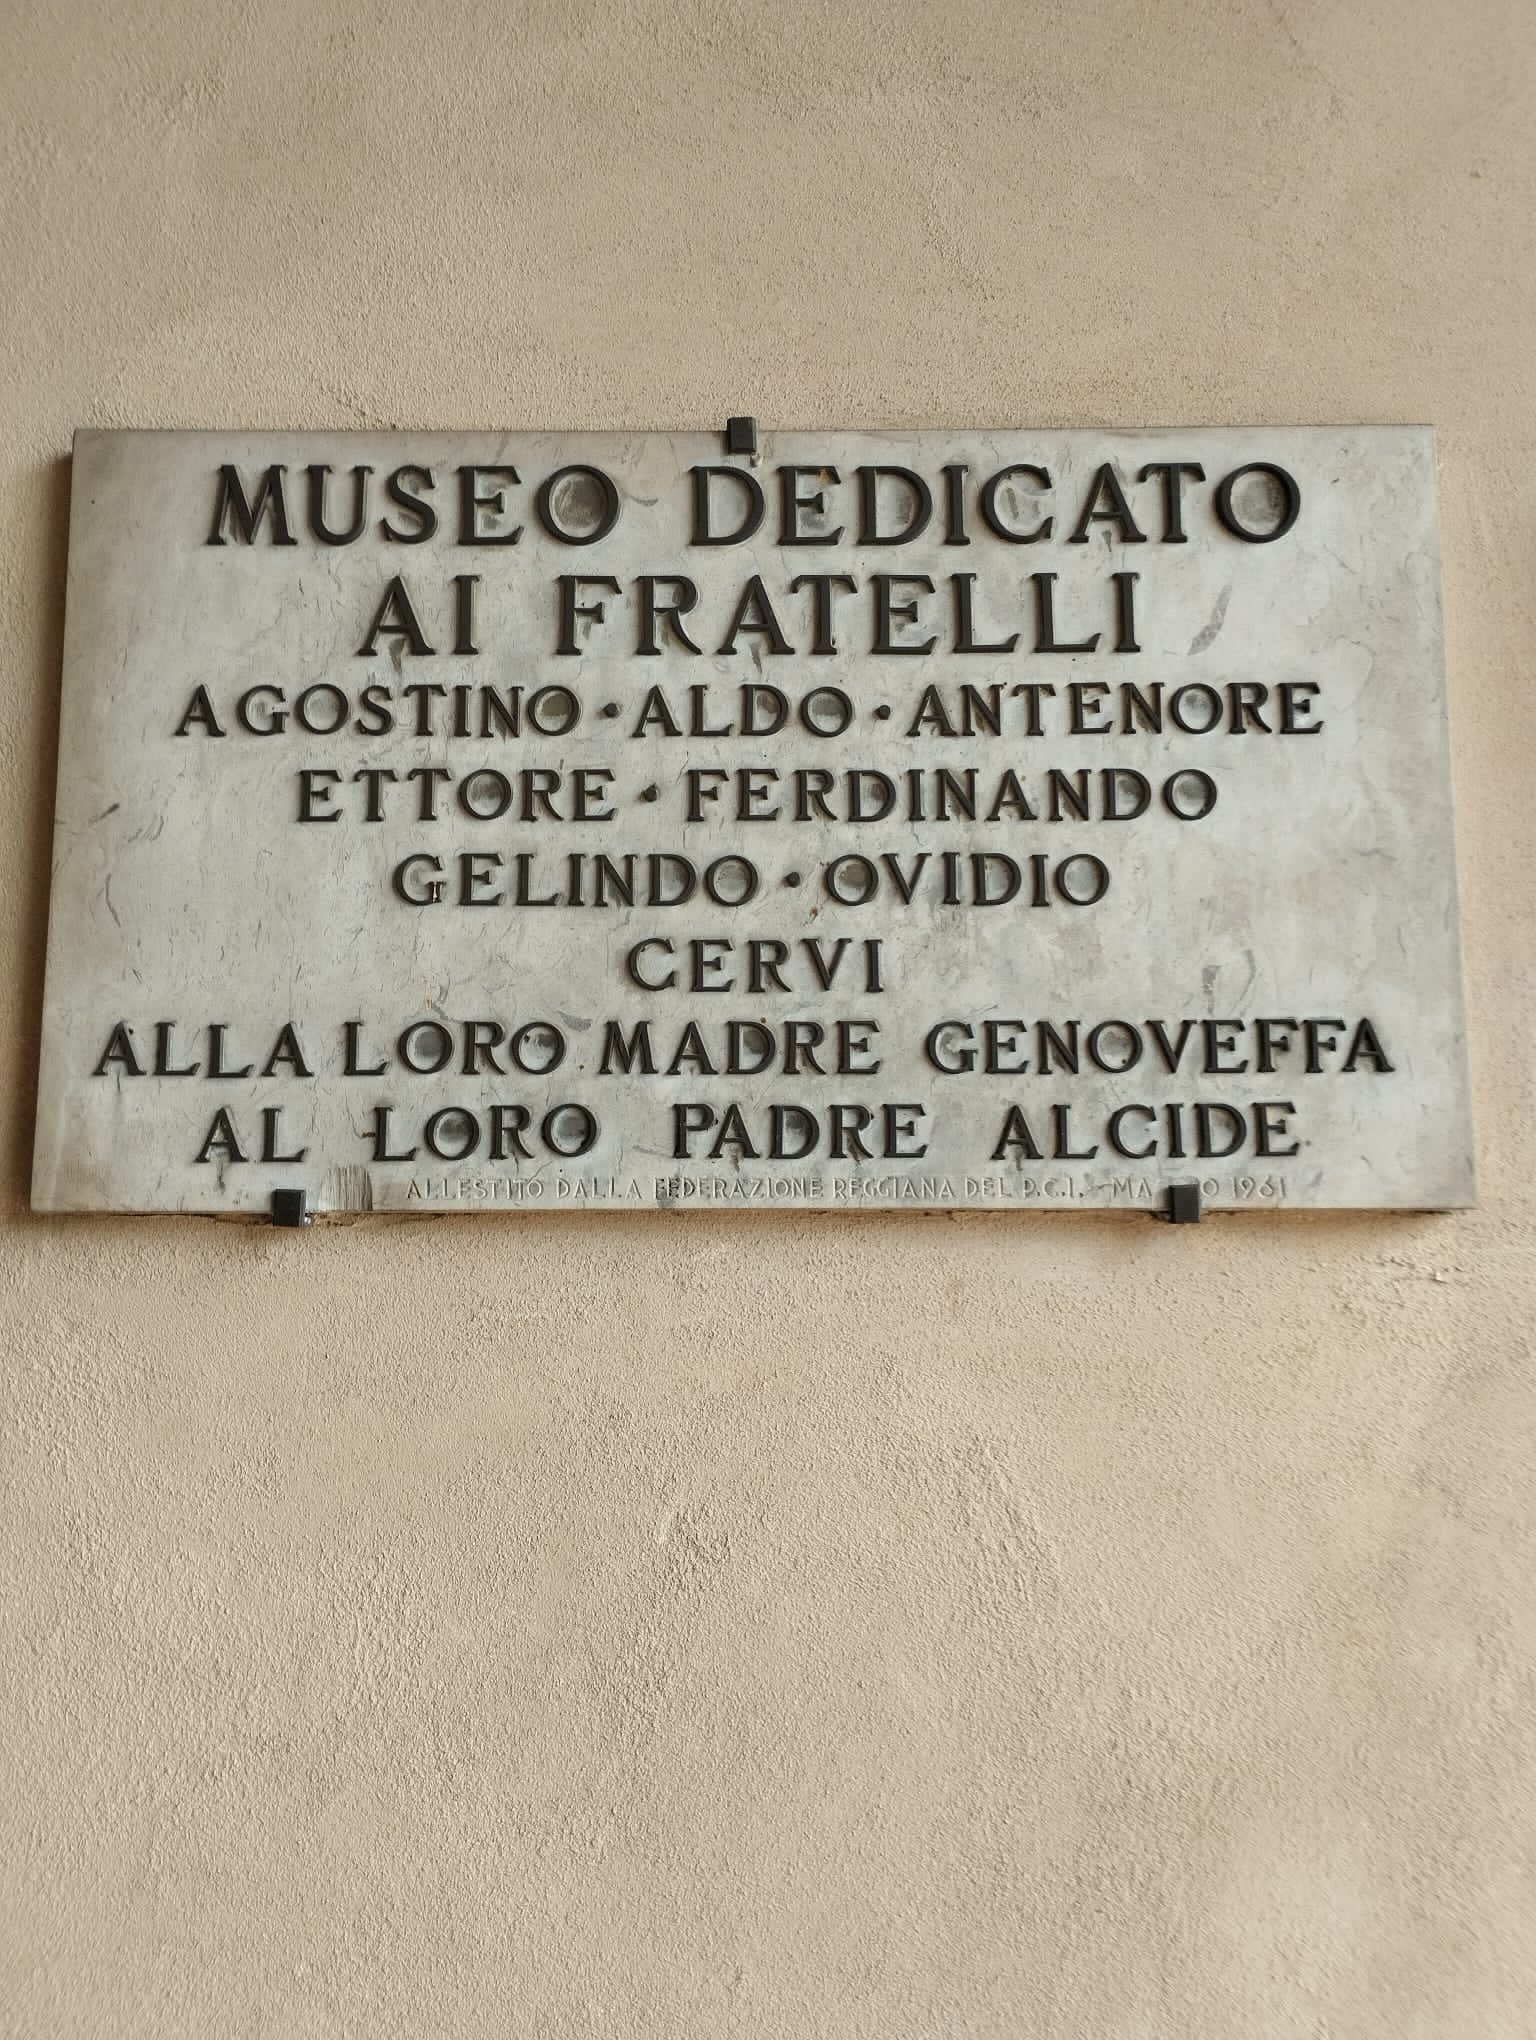 MUSEO DEDICATO
AI FRATELLI
AGOSTINO · ALDO · ANTENORE
ETTORE · FERDINANDO
GELINDO · OVIDIO
CERVI
ALLA LORO MADRE GENOVEFFA
AL LORO PADRE ALCIDE
ALLESTITO DALLA FEDERAZIONE REGGIANA DEL P.C.I. - 1961